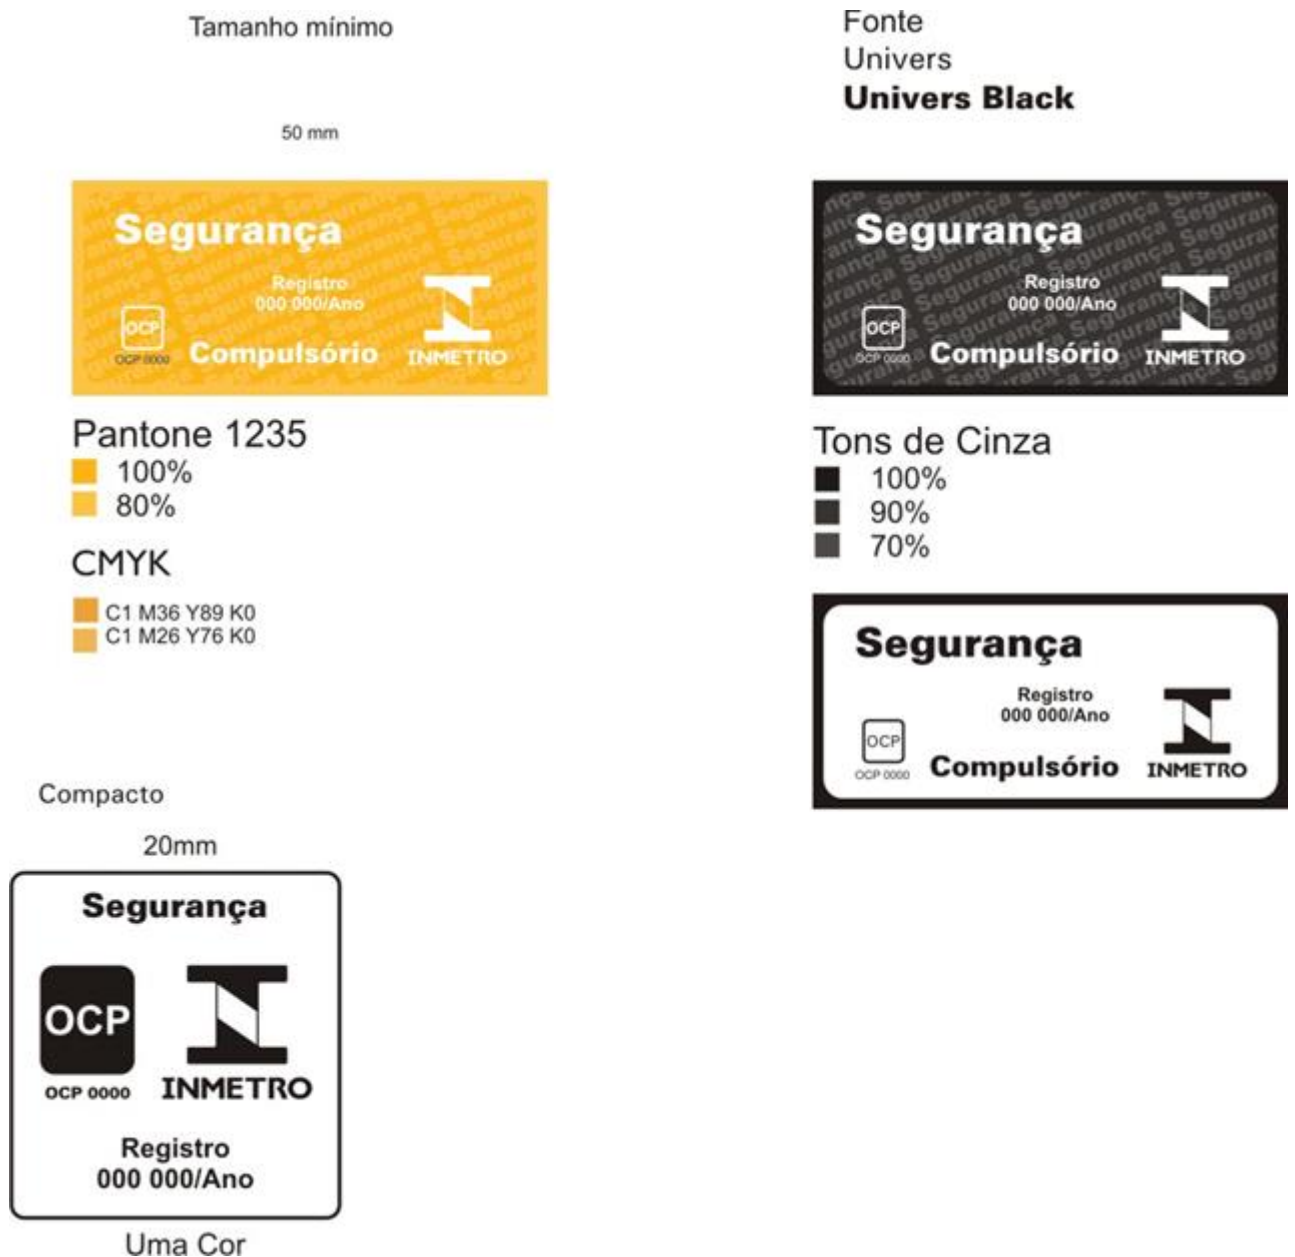 Tamanho mínimo
50 mm
Segurança
Registro
000 000/Ano
OCP
OCP 0000
Compulsório
INMETRO
Pantone 1235
100%
80%
CMYK
C1 M36 Y89 K0
C1 M26 Y76 K0
Fonte
Univers
Univers Black
Segurança
Registro
000 000/Ano
OCP
OCP 0000
Compulsório
INMETRO
Tons de Cinza
100%
90%
70%
Segurança
Registro
000 000/Ano
OCP
OCP 0000
Compulsório
INMETRO
Compacto
20mm
Segurança
OCP
OCP 0000
INMETRO
Registro
000 000/Ano
Uma Cor